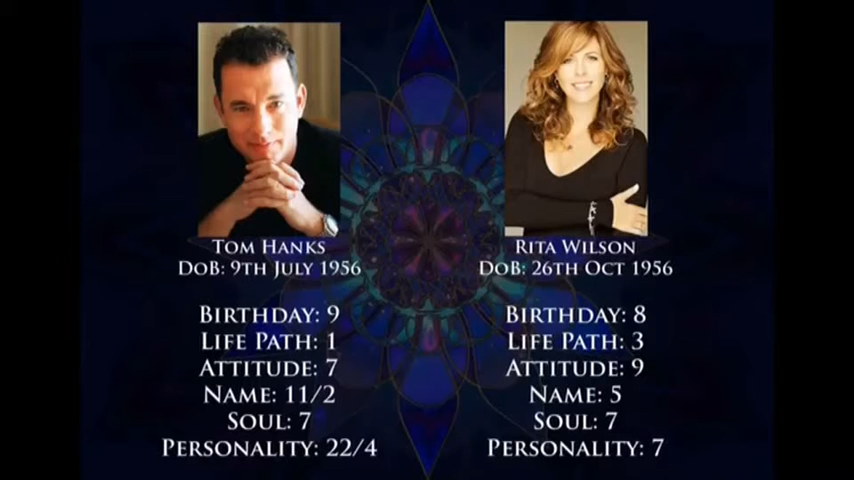 Tom Hanks
DoB: 9th July 1956
Birthday: 9
Life Path: 1
Attitude: 7
Name: 11/2
Soul: 7
Personality: 22/4
Rita Wilson
DoB: 26th Oct 1956
Birthday: 8
Life Path: 3
Attitude: 9
Name: 5
Soul: 7
Personality: 7